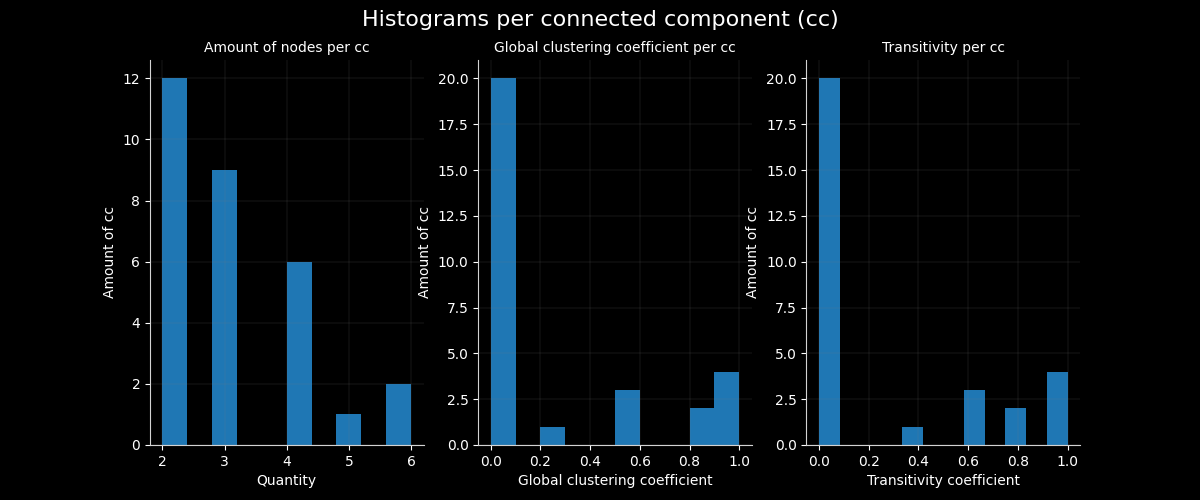 Histograms per connected component (cc)
Amount of nodes per cc
12
10
8
6
4
2
0
2 3 4 5 6
Amount of cc
Quantity
Global clustering coefficient per cc
20.0
17.5
15.0
12.5
10.0
7.5
5.0
2.5
0.0
0.0 0.2 0.4 0.6 0.8 1.0
Amount of cc
Global clustering coefficient
Transitivity per cc
20.0
17.5
15.0
12.5
10.0
7.5
5.0
2.5
0.0
0.0 0.2 0.4 0.6 0.8 1.0
Amount of cc
Transitivity coefficient